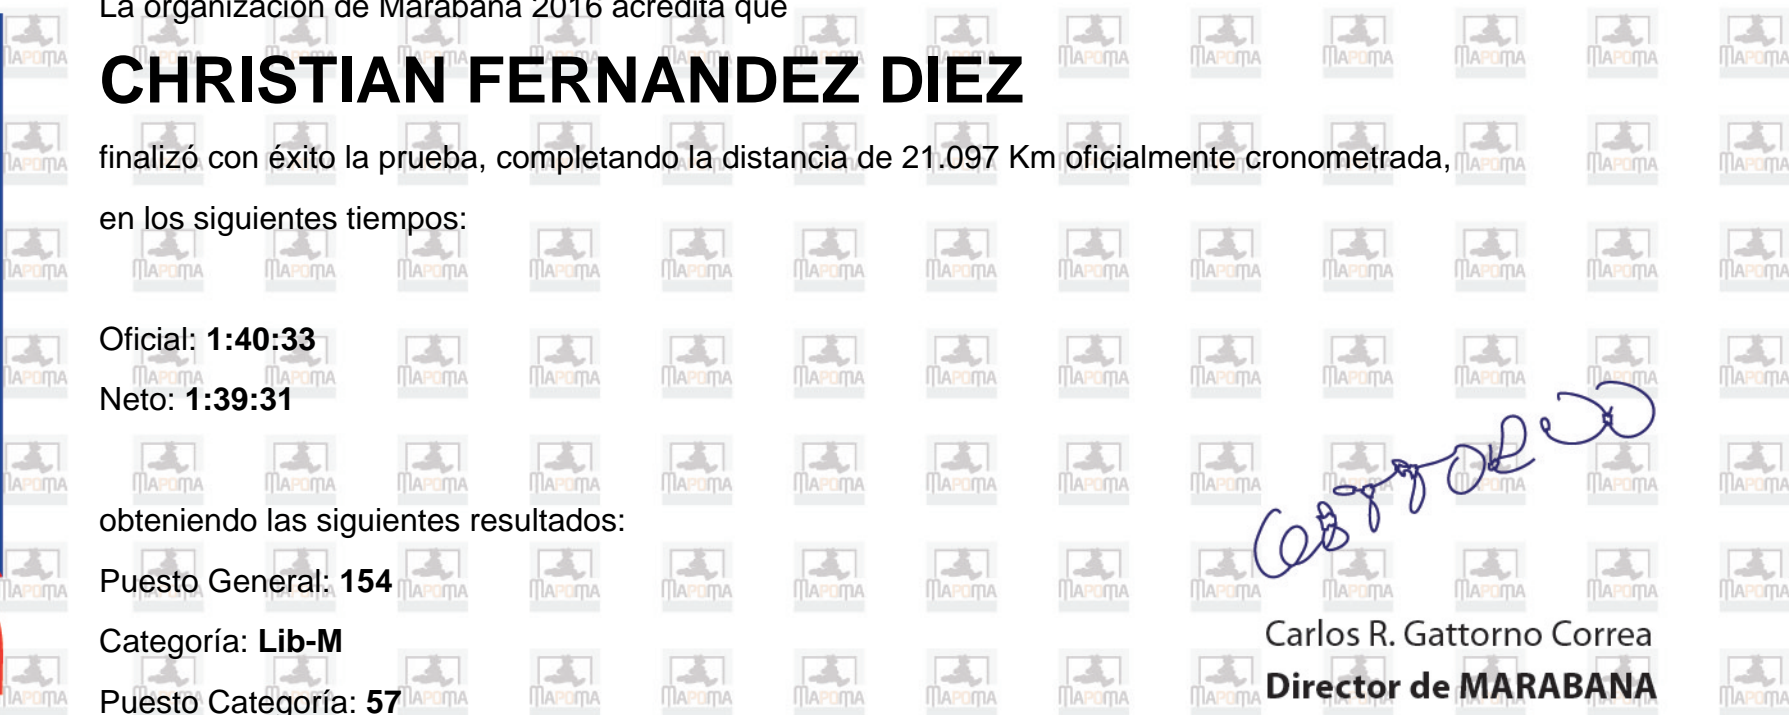 La organización de Marabana 2016 acredita que
CHRISTIAN FERNANDEZ DIEZ
finalizó con éxito la prueba, completando la distancia de 21.097 Km oficialmente cronometrada,
en los siguientes tiempos:
Oficial: 1:40:33
Neto: 1:39:31
obteniendo las siguientes resultados:
Puesto General: 154
Categoría: Lib-M
Puesto Categoría: 57
Carlos R. Gattorno Correa
Director de MARABANA
MAPOMA